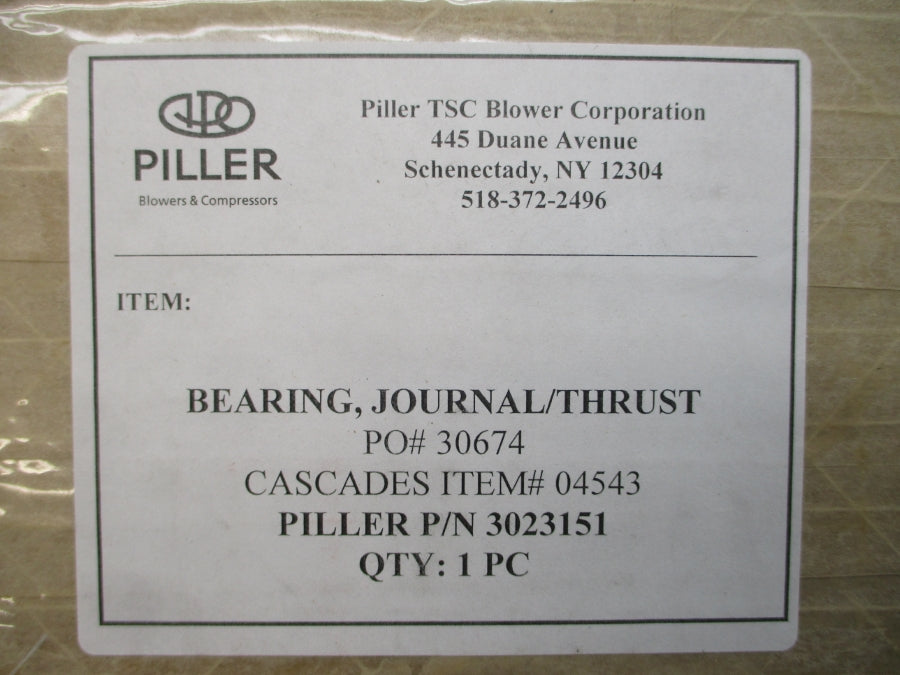 PILLER
Blowers & Compressors
Piller TSC Blower Corporation
445 Duane Avenue
Schenectady, NY 12304
518-372-2496
ITEM:
BEARING, JOURNAL/THRUST
PO# 30674
CASCADES ITEM# 04543
PILLER P/N 3023151
QTY: 1 PC